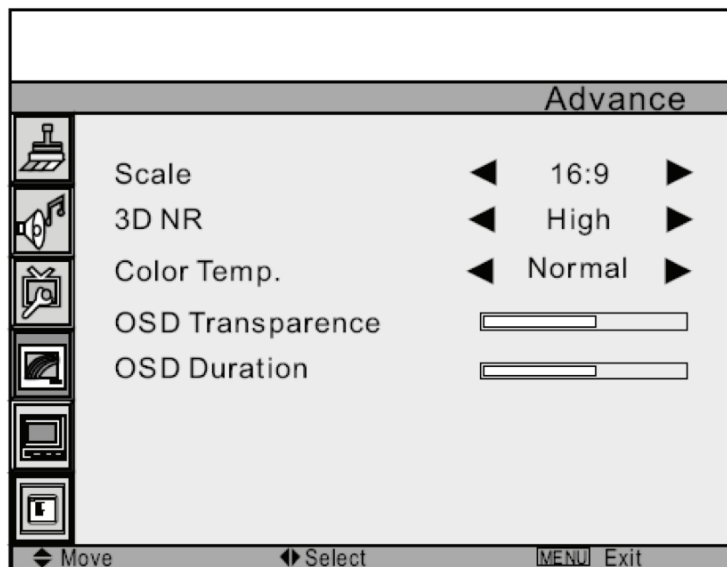 Advance
Scale 16:9
3D NR High
Color Temp. Normal
OSD Transparence
OSD Duration
Move Select MENU Exit